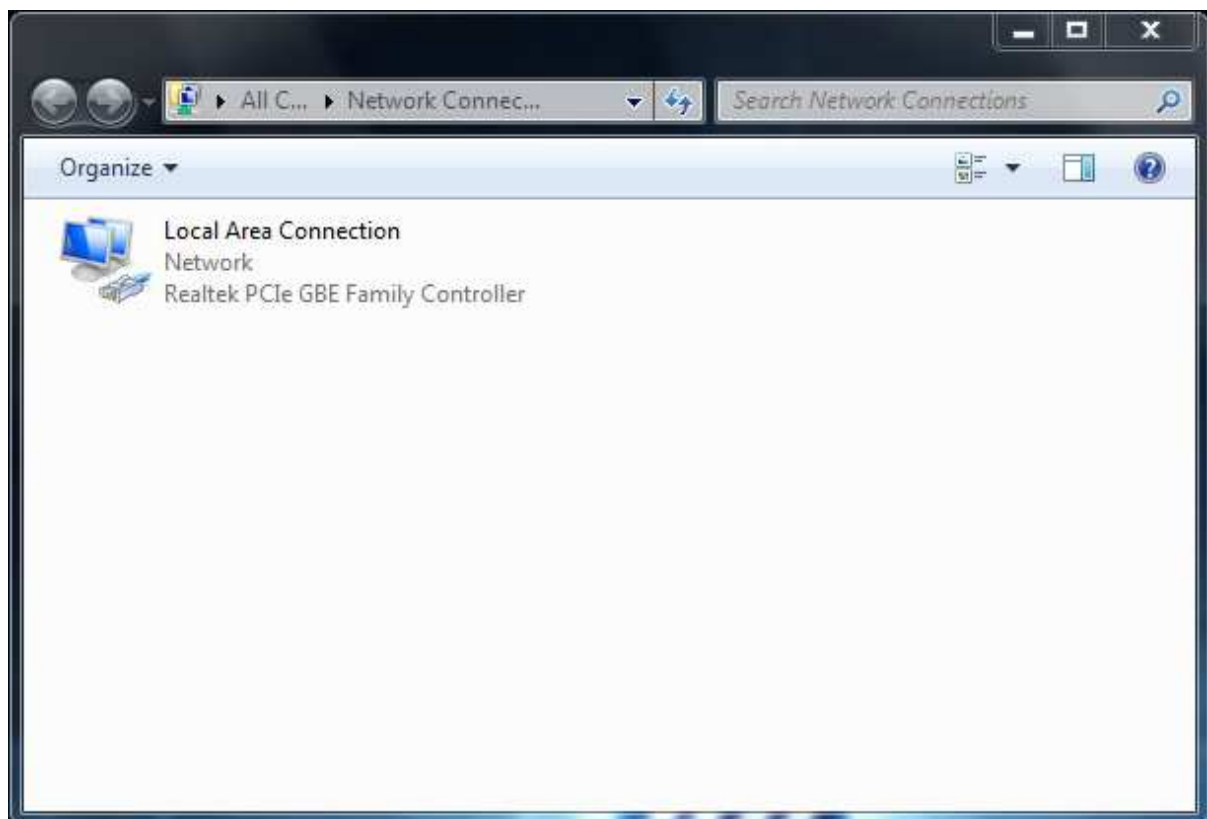 All C... Network Connec... Search Network Connections
Organize
Local Area Connection
Network
Realtek PCIe GBE Family Controller